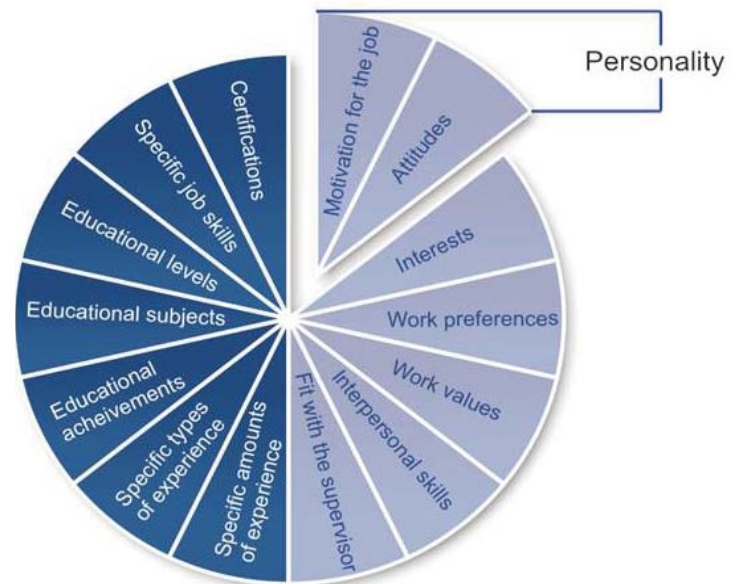 Personality
Motivation for the job
Attitudes
Interests
Work preferences
Work values
Interpersonal skills
Fit with the supervisor
Specific amounts
of experience
Specific types
of experience
Educational
acheivements
Educational subjects
Educational levels
Specific job skills
Certifications